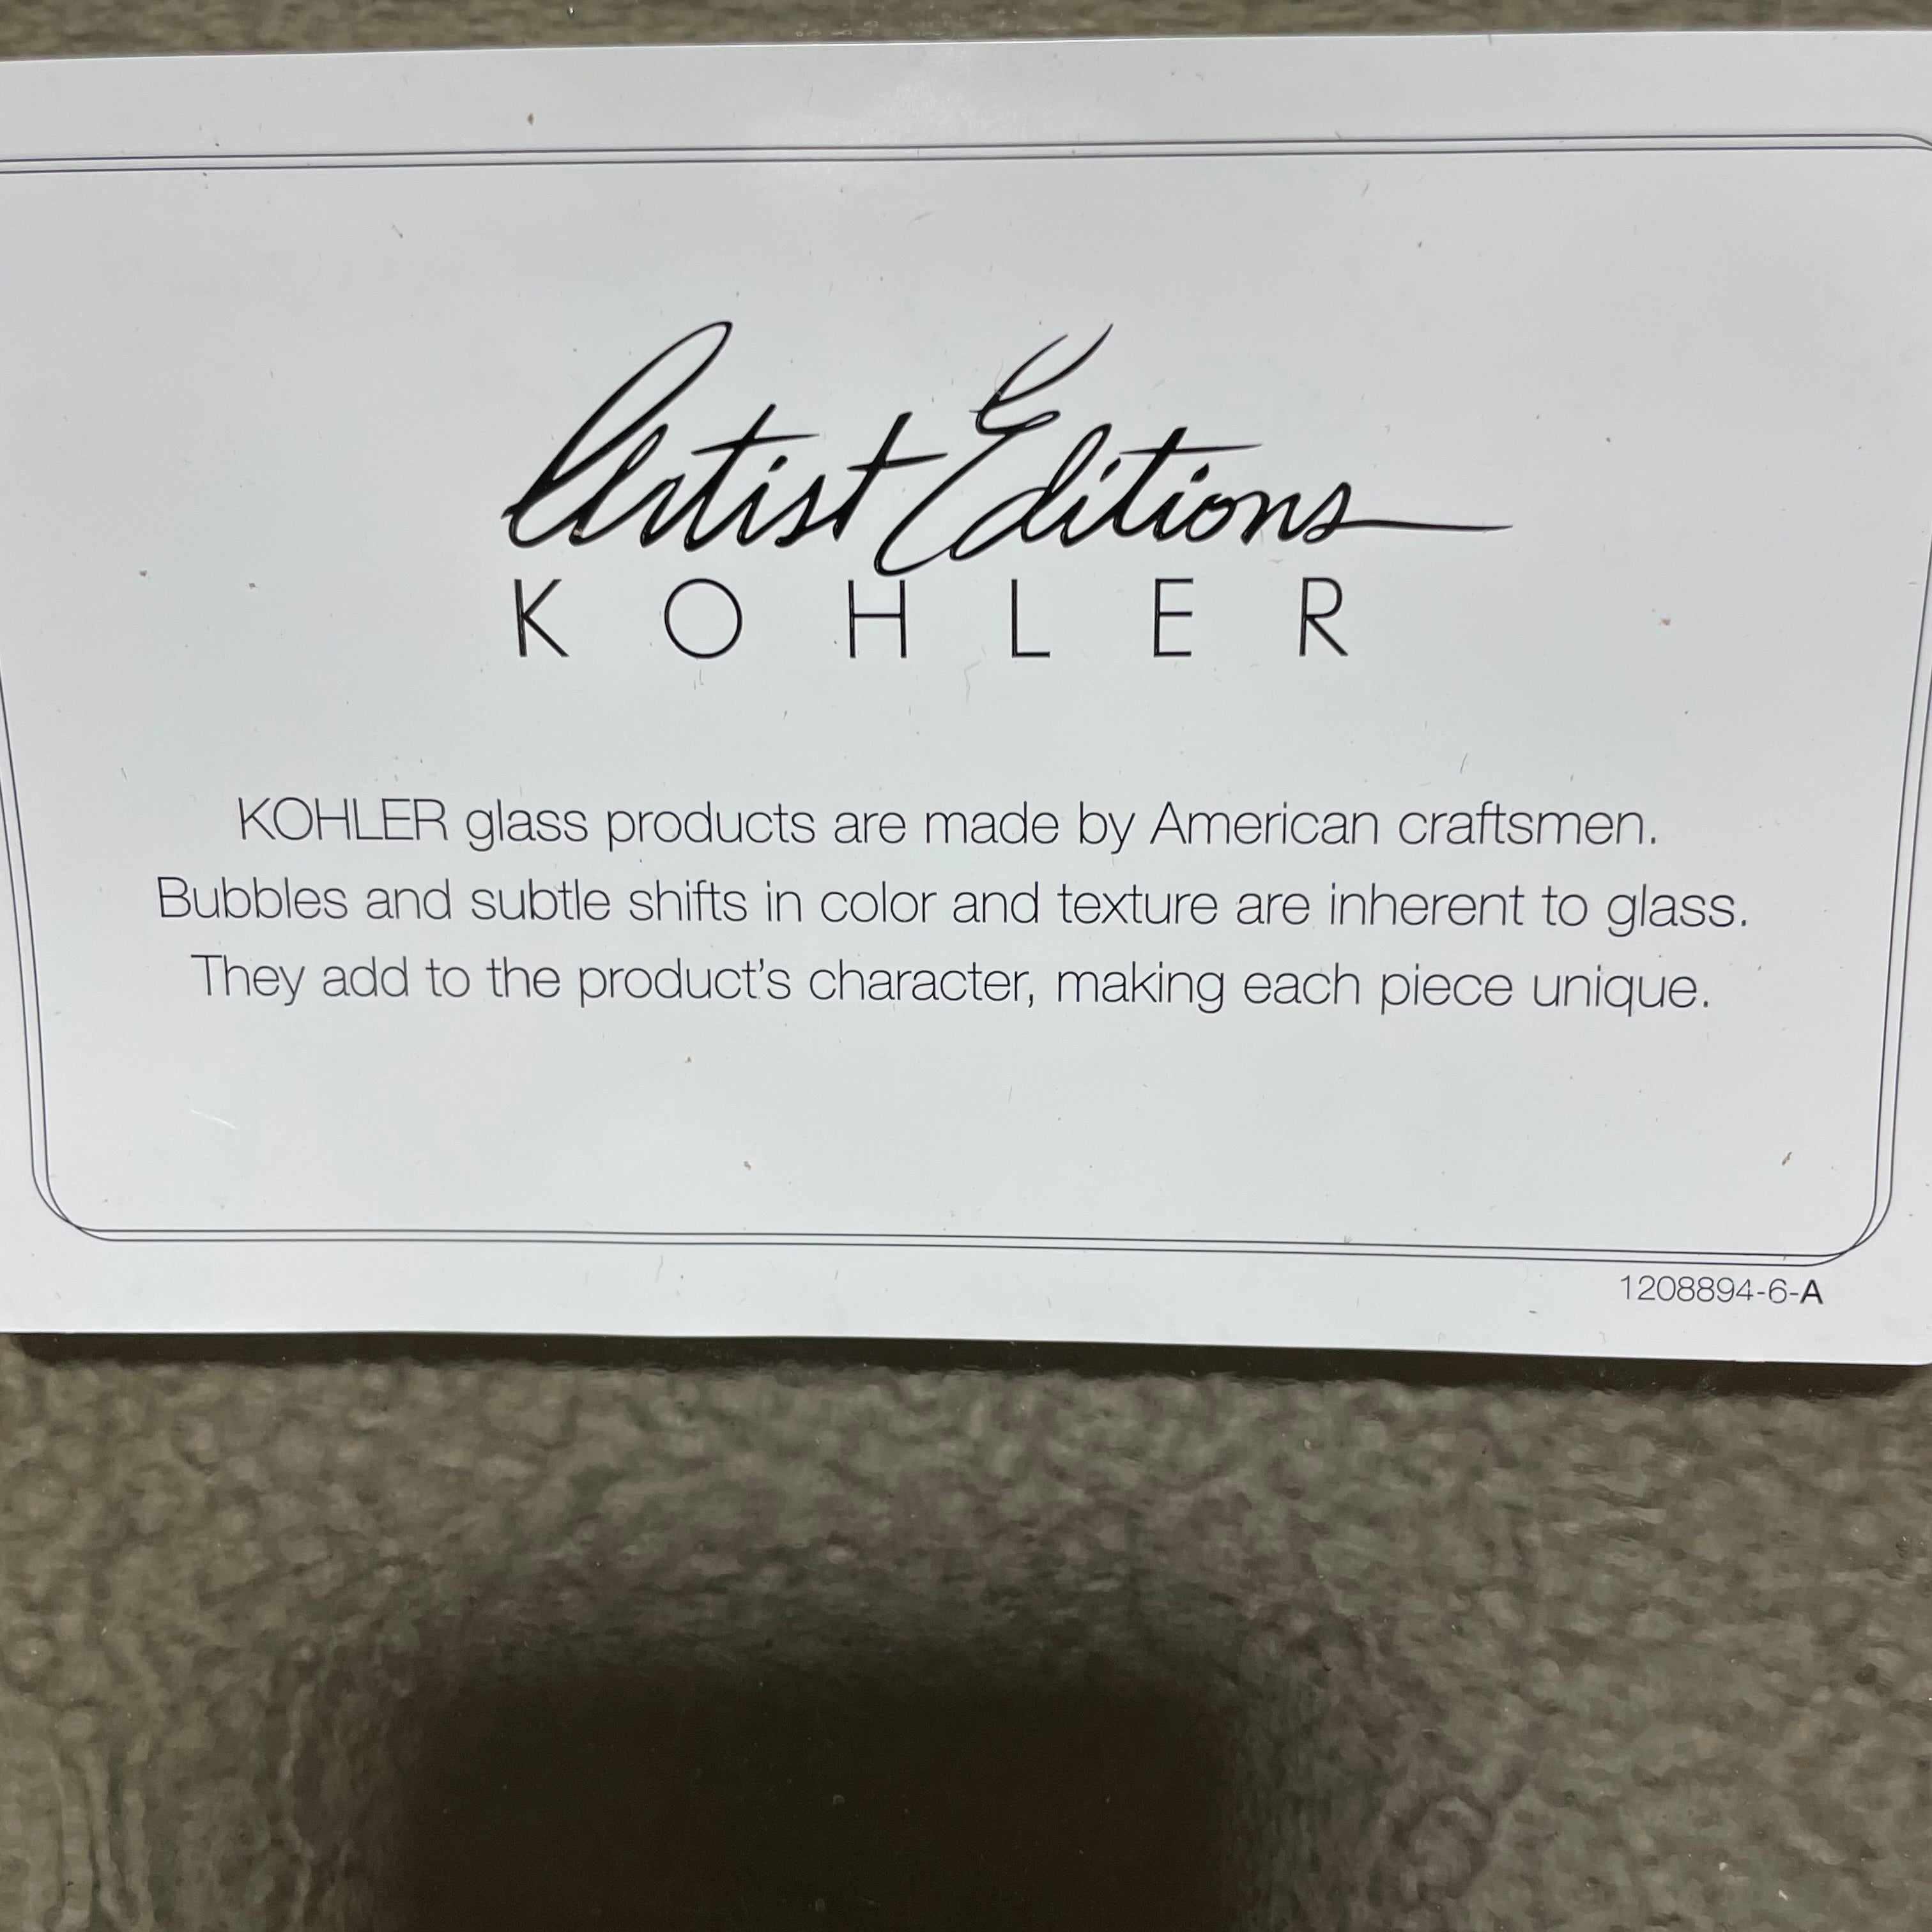 Artist Editions
KOHLER
KOHLER glass products are made by American craftsmen.
Bubbles and subtle shifts in color and texture are inherent to glass.
They add to the product's character, making each piece unique.
1208894-6-A